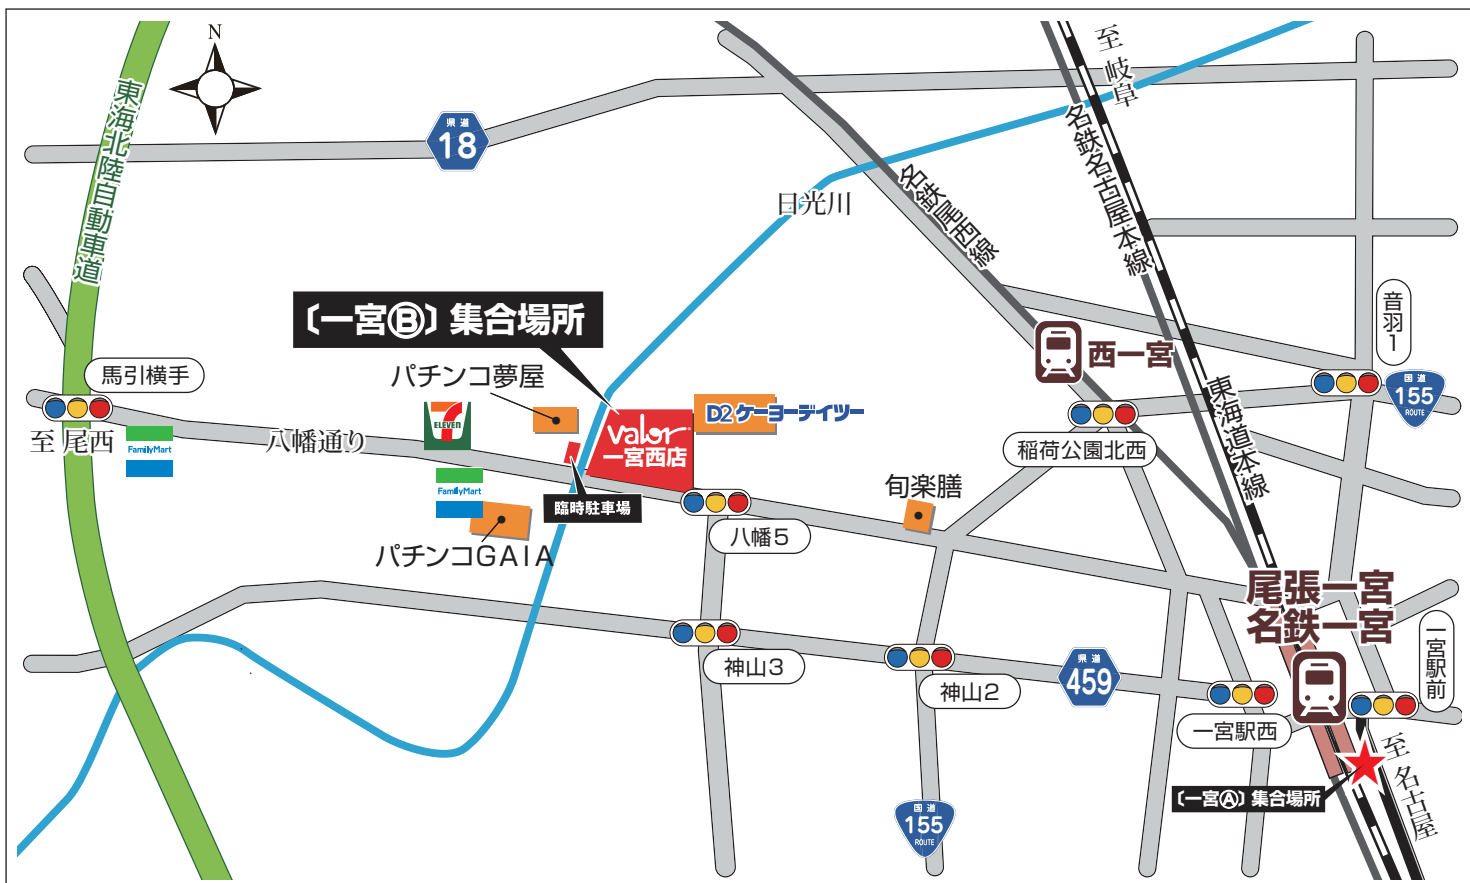 N
東海北陸自動車道
県道
18
日光川
名鉄尾西線
至 岐阜
名鉄名古屋本線
東海道本線
〔一宮Ⓑ〕集合場所
西一宮
音羽1
国道
155
ROUTE
馬引横手
至 尾西
FamilyMart
八幡通り
7
ELEVEN
パチンコ夢屋
valor
一宮西店
D2 ケーヨーデイツー
稲荷公園北西
FamilyMart
臨時駐車場
パチンコGAIA
八幡5
旬楽膳
尾張一宮
名鉄一宮
神山3
神山2
県道
459
一宮駅西
一宮駅前
〔一宮Ⓐ〕集合場所
至 名古屋
国道
155
ROUTE